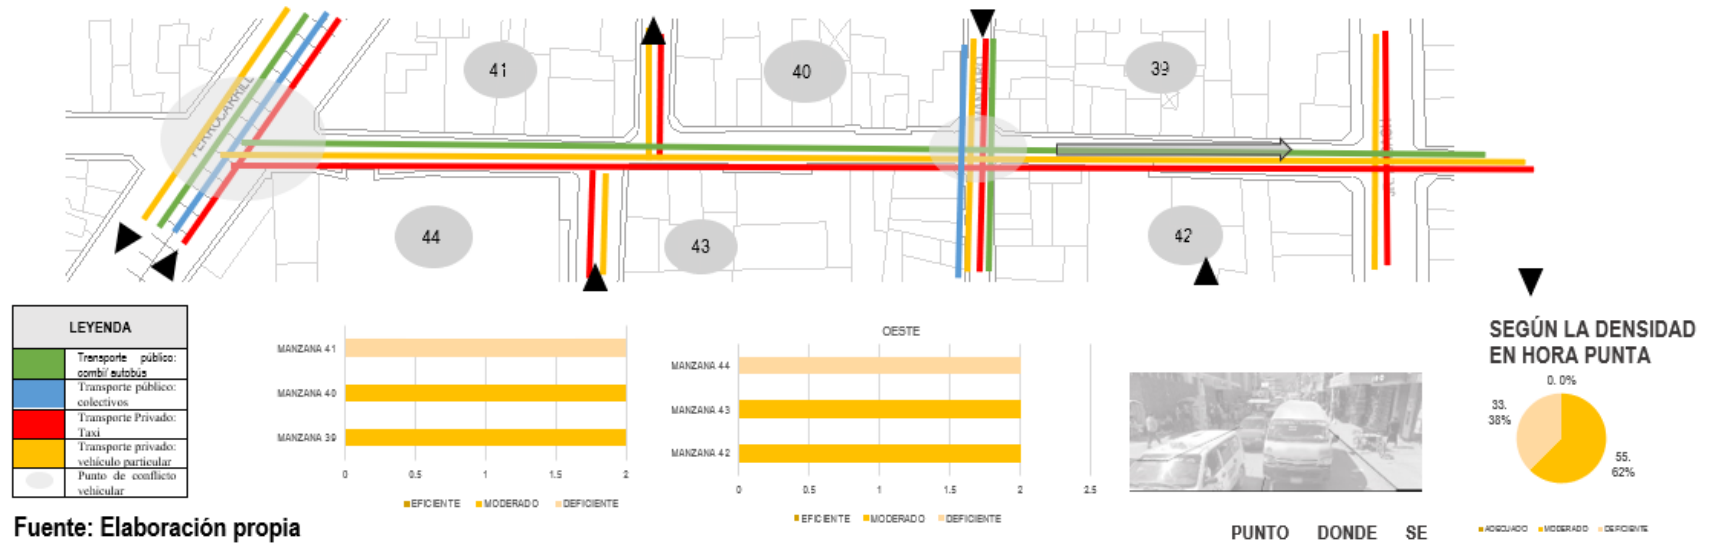 41
40
39
FERROCARRILL
44
43
42
LEYENDA
Transporte público:
combi/ autobús
Transporte público:
colectivos
Transporte Privado:
Taxi
Transporte privado:
vehículo particular
Punto de conflicto
vehicular
Fuente: Elaboración propia
MANZANA 41
MANZANA 40
MANZANA 39
0 0.5 1 1.5 2
EFICIENTE MODERADO DEFICIENTE
OESTE
MANZANA 44
MANZANA 43
MANZANA 42
0 0.5 1 1.5 2 2.5
EFICIENTE MODERADO DEFICIENTE
PUNTO DONDE SE
SEGÚN LA DENSIDAD
EN HORA PUNTA
0. 0%
33.
38%
55.
62%
ADECUADO MODERADO DEFICIENTE